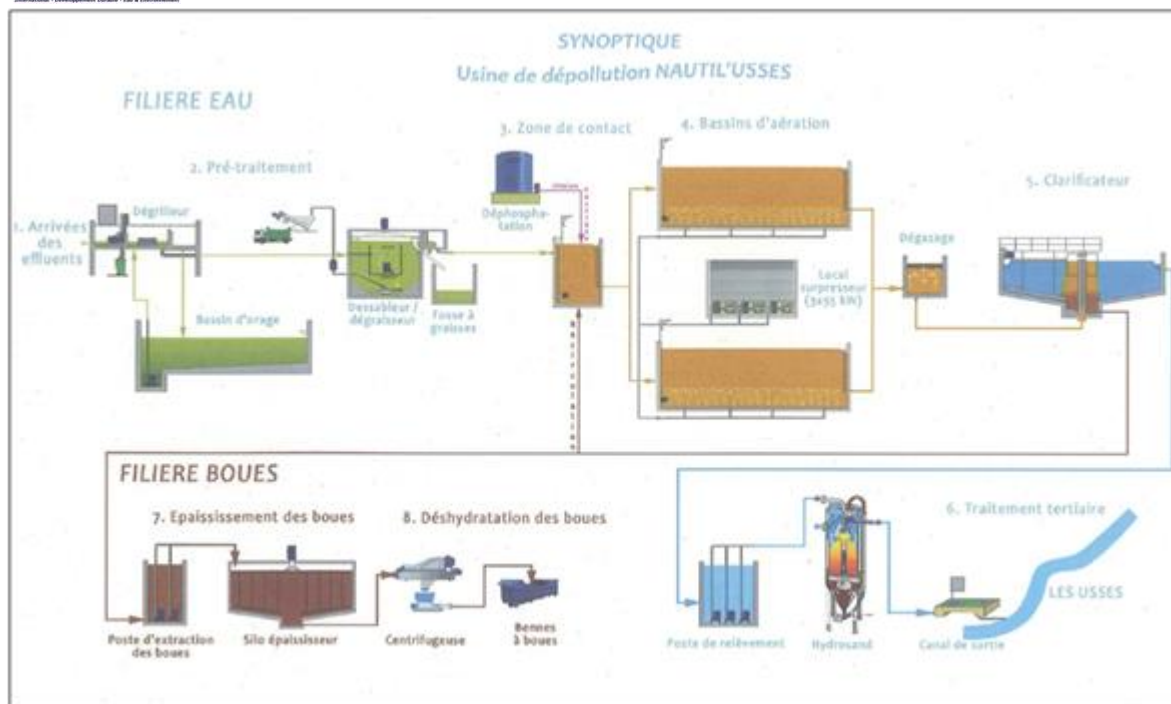 SYNOPTIQUE
Usine de dépollution NAUTIL'USSES
FILIERE EAU
1. Arrivées
des
effluents
2. Pré-traitement
Dégrilleur
Bassin d'orage
Dessableur /
dégraisseur
Fosse à
graisses
3. Zone de contact
Déphospha-
tation
4. Bassins d'aération
Local
surpresseur
(3x55 kW)
Dégazage
5. Clarificateur
Recirculation
FILIERE BOUES
7. Epaississement des boues
8. Déshydratation des boues
Poste d'extraction
des boues
Silo épaississeur
Centrifugeuse
Bennes
à boues
6. Traitement tertiaire
LES USSES
Poste de relèvement
Hydrosand
Canal de sortie